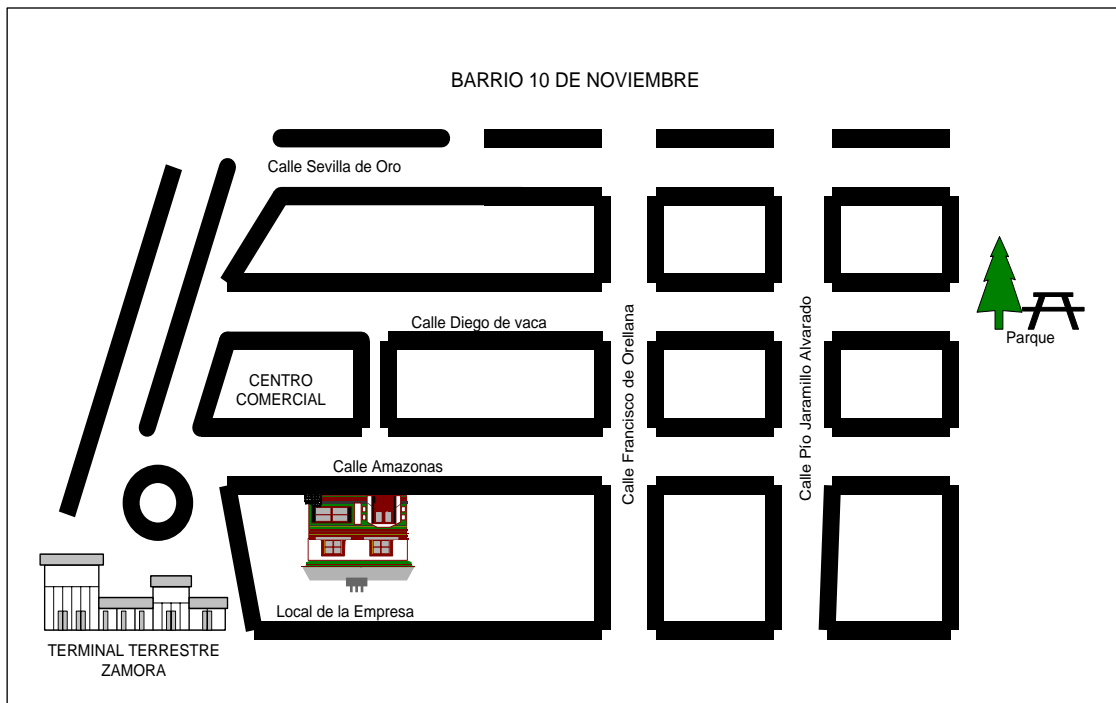 BARRIO 10 DE NOVIEMBRE
Calle Sevilla de Oro
Calle Diego de vaca
Calle Francisco de Orellana
Calle Pío Jaramillo Alvarado
Parque
CENTRO
COMERCIAL
Calle Amazonas
Local de la Empresa
TERMINAL TERRESTRE
ZAMORA